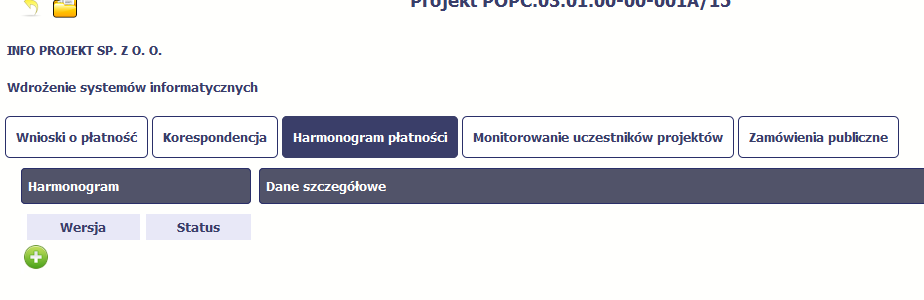 Projekt POPC.03.01.00-00-001A/15
INFO PROJEKT SP. Z O. O.
Wdrożenie systemów informatycznych
Wnioski o płatność Korespondencja Harmonogram płatności Monitorowanie uczestników projektów Zamówienia publiczne
Harmonogram Dane szczegółowe
Wersja Status